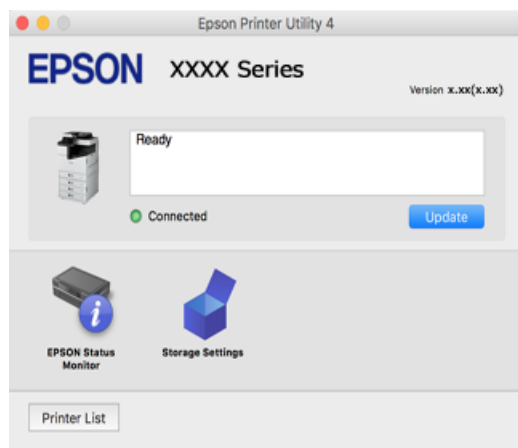 Epson Printer Utility 4
EPSON XXXX Series
Version x.xx(x.xx)
Ready
Connected
Update
EPSON Status
Monitor
Storage Settings
Printer List